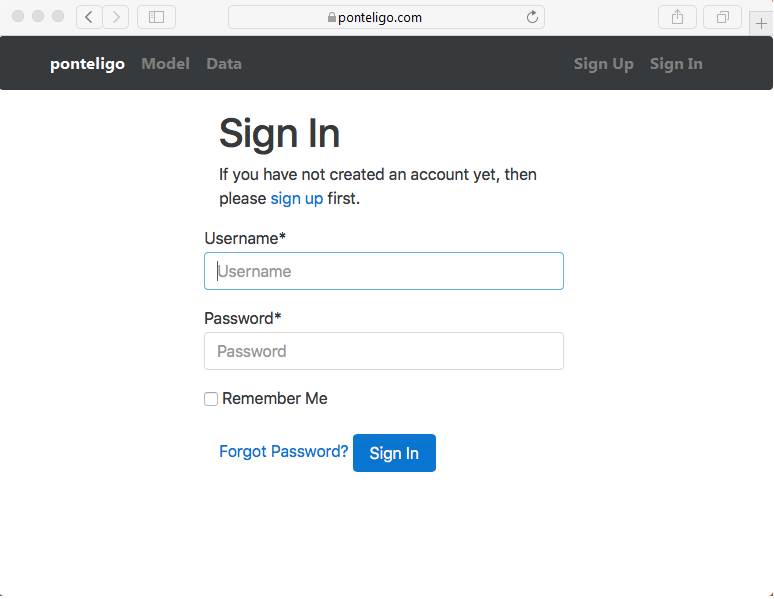 ponteligo.com
ponteligo Model Data Sign Up Sign In
Sign In
If you have not created an account yet, then
please sign up first.
Username*
Username
Password*
Password
Remember Me
Forgot Password? Sign In